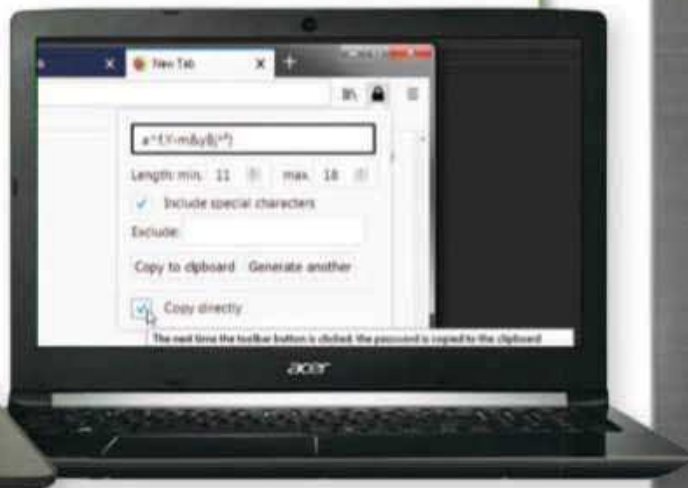 New Tab
Length: min. 11 max. 18
Include special characters
Exclude:
Copy to clipboard Generate another
Copy directly
The next time the toolbar button is clicked, the password is copied to the clipboard
acer